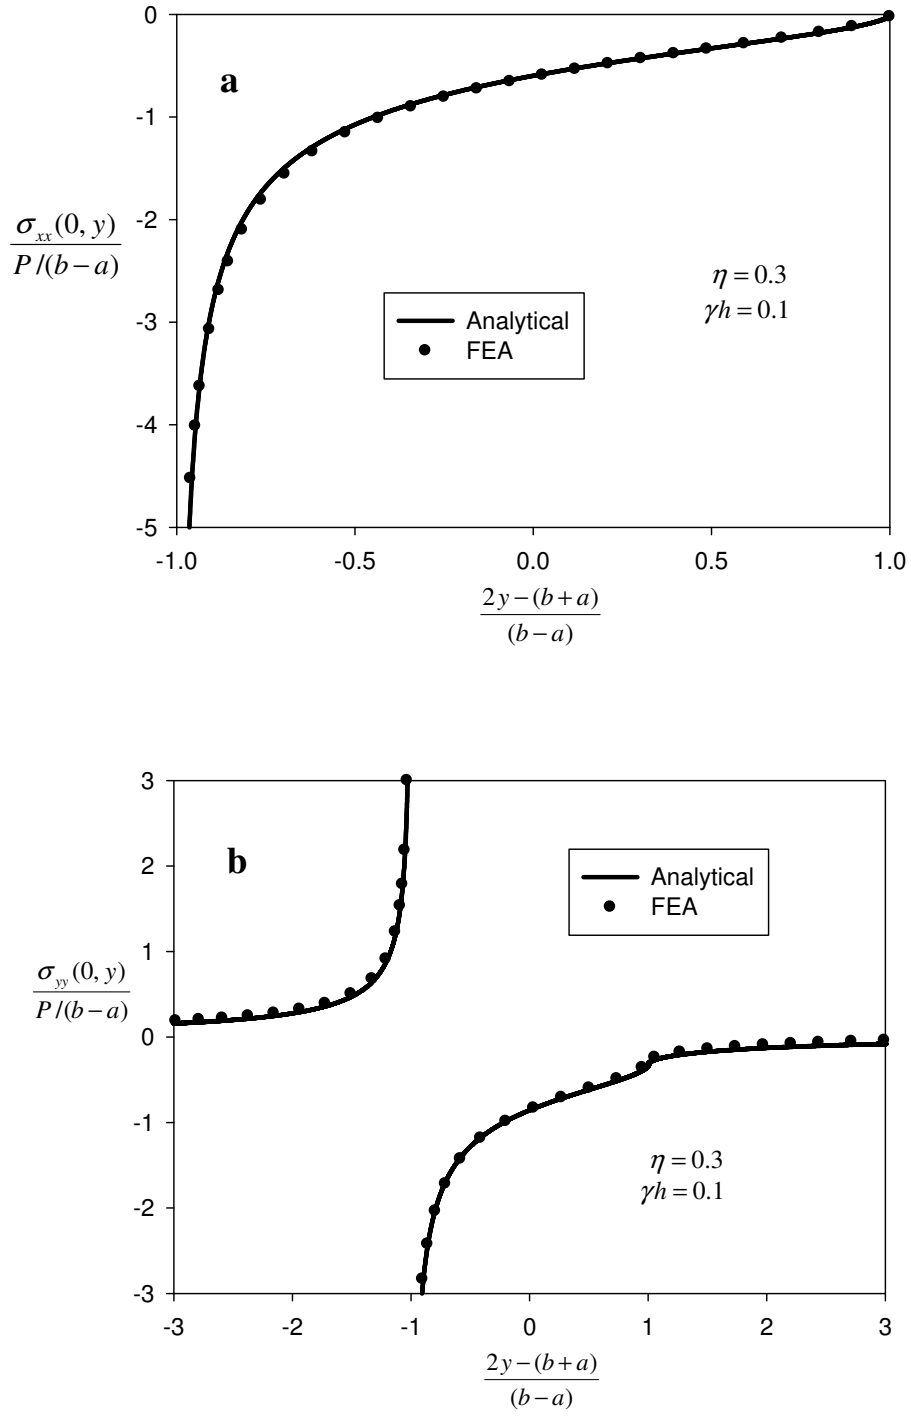 0
a
-1
σxx(0, y)
P/(b−a)
-2
η = 0.3
γh = 0.1
Analytical
FEA
-3
-4
-5
-1.0 -0.5 0.0 0.5 1.0
2y−(b+a)
(b−a)
3
b
Analytical
FEA
2
1
σyy(0, y)
P/(b−a)
0
-1
η = 0.3
γh = 0.1
-2
-3
-3 -2 -1 0 1 2 3
2y−(b+a)
(b−a)